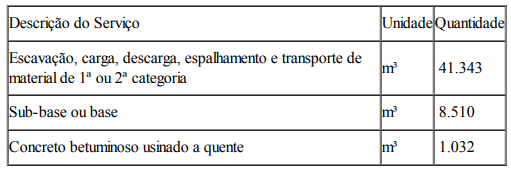 Descrição do Serviço Unidade Quantidade
Escavação, carga, descarga, espalhamento e transporte de
material de 1ª ou 2ª categoria m³ 41.343
Sub-base ou base m³ 8.510
Concreto betuminoso usinado a quente m³ 1.032